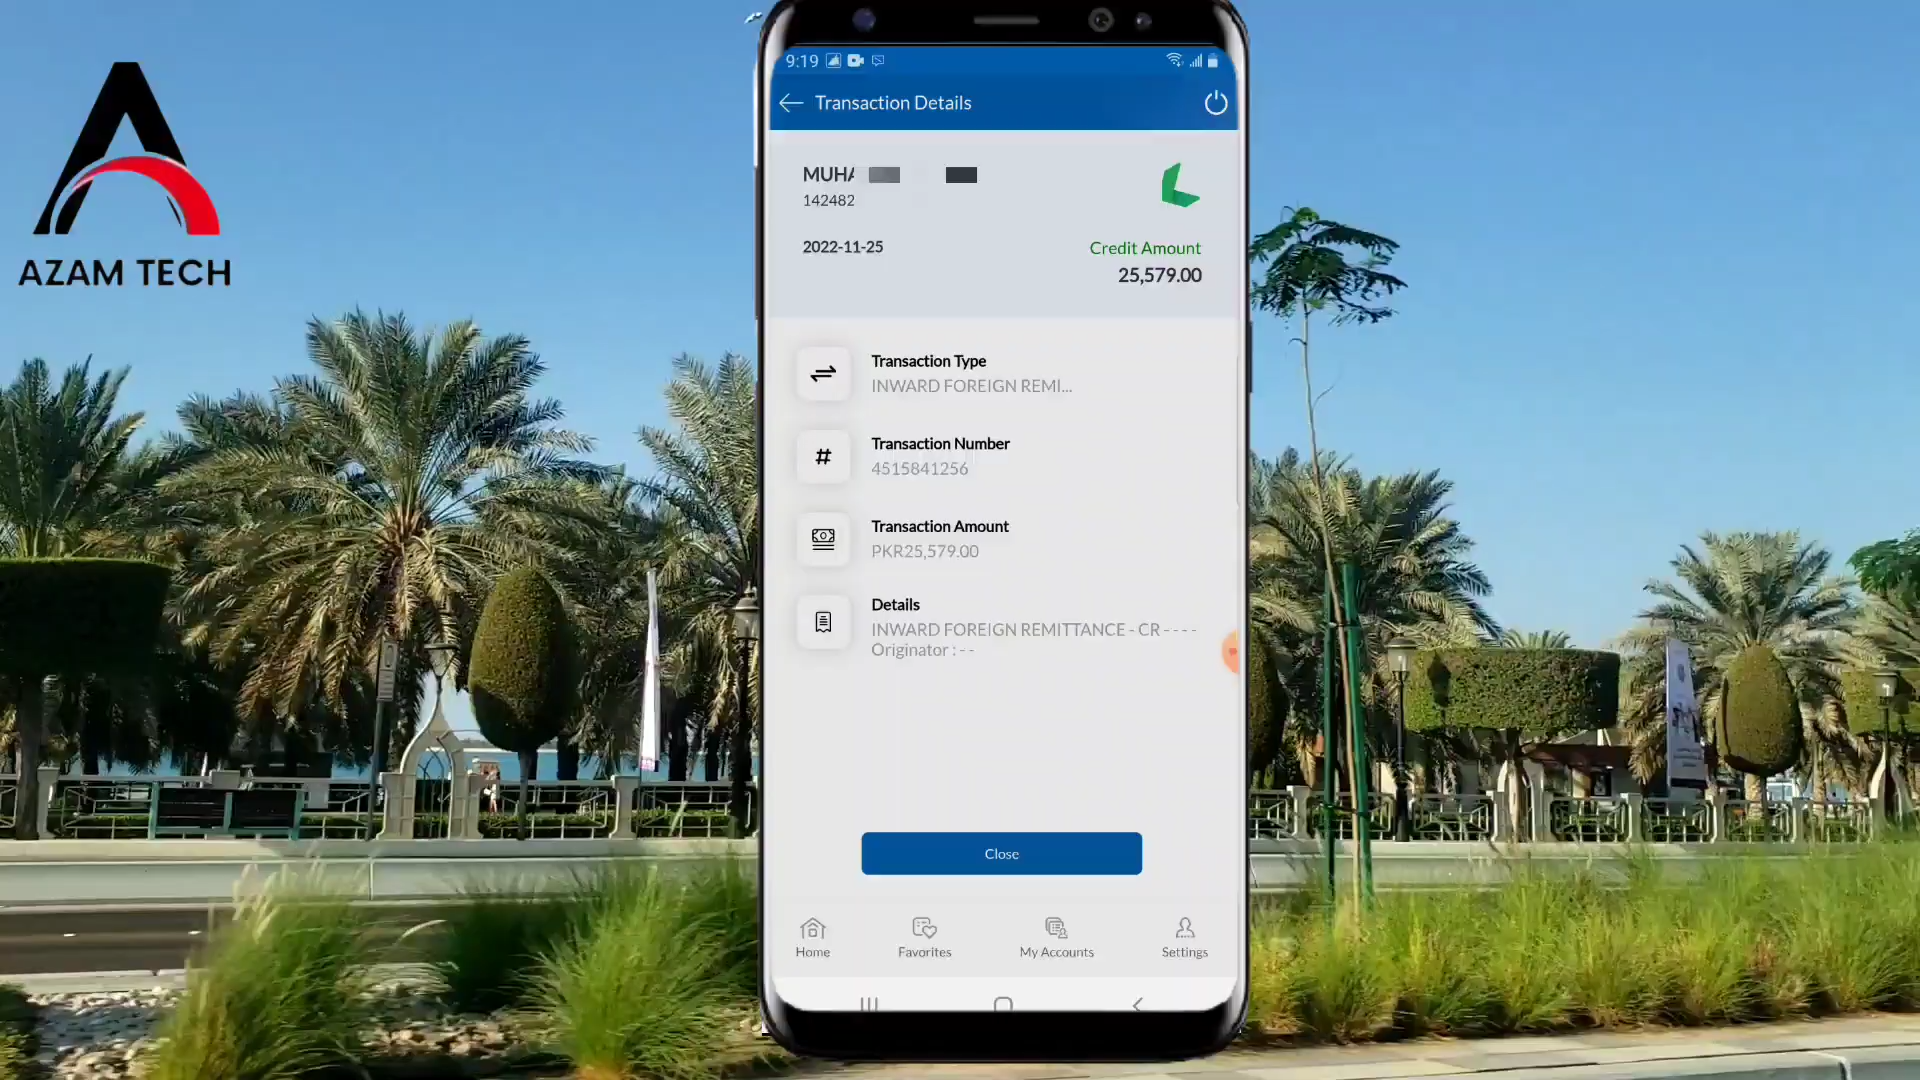 AZAM TECH
9:19
Transaction Details
MUHA
142482
2022-11-25
Credit Amount
25,579.00
Transaction Type
INWARD FOREIGN REMI...
#
Transaction Number
4515841256
Transaction Amount
PKR25,579.00
Details
INWARD FOREIGN REMITTANCE - CR - - - -
Originator : - -
Close
Home
Favorites
My Accounts
Settings